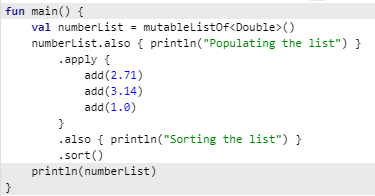 fun main() {
    val numberList = mutableListOf<Double>()
    numberList.also { println("Populating the list") }
        .apply {
            add(2.71)
            add(3.14)
            add(1.0)
        }
        .also { println("Sorting the list") }
        .sort()
    println(numberList)
}